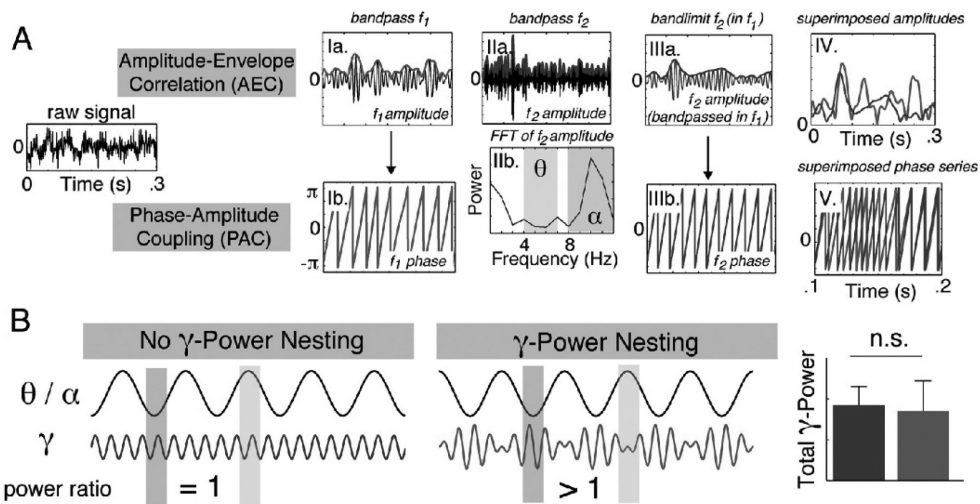 A
Amplitude-Envelope
Correlation (AEC)
raw signal
0
0
.3
Time (s)
Phase-Amplitude
Coupling (PAC)
bandpass f1
Ia.
0
f1 amplitude
π
0
-π
Ib.
f1 phase
bandpass f2
IIa.
0
f2 amplitude
FFT of f2 amplitude
IIb.
θ
α
Power
4
8
Frequency (Hz)
bandlimit f2 (in f1)
IIIa.
0
f2 amplitude
(bandpassed in f1)
IIIb.
0
f2 phase
superimposed amplitudes
IV.
0
0
.3
Time (s)
superimposed phase series
V.
0
.1
.2
Time (s)
B
No γ-Power Nesting
γ-Power Nesting
θ / α
γ
power ratio
= 1
> 1
n.s.
Total γ-Power